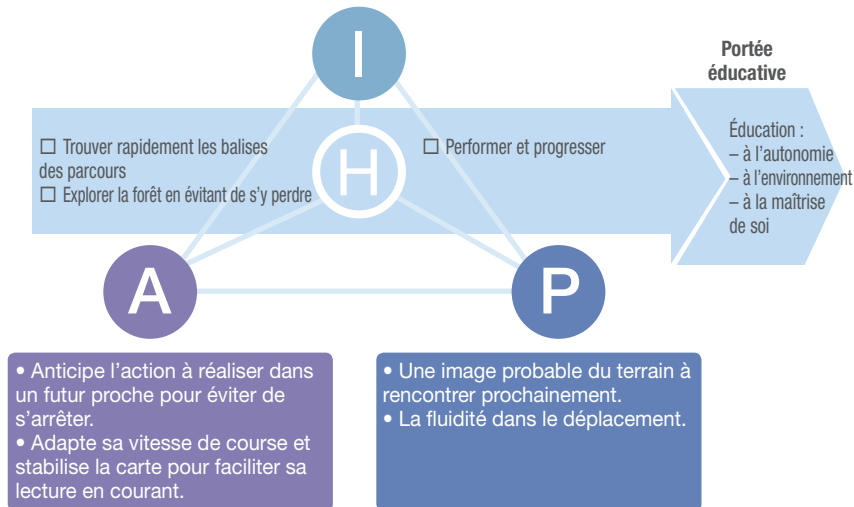 I
Portée
éducative
☐ Trouver rapidement les balises
des parcours
☐ Explorer la forêt en évitant de s’y perdre
H
☐ Performer et progresser
Éducation :
– à l’autonomie
– à l’environnement
– à la maîtrise
de soi
A
P
• Anticipe l’action à réaliser dans
un futur proche pour éviter de
s’arrêter.
• Adapte sa vitesse de course et
stabilise la carte pour faciliter sa
lecture en courant.
• Une image probable du terrain à
rencontrer prochainement.
• La fluidité dans le déplacement.